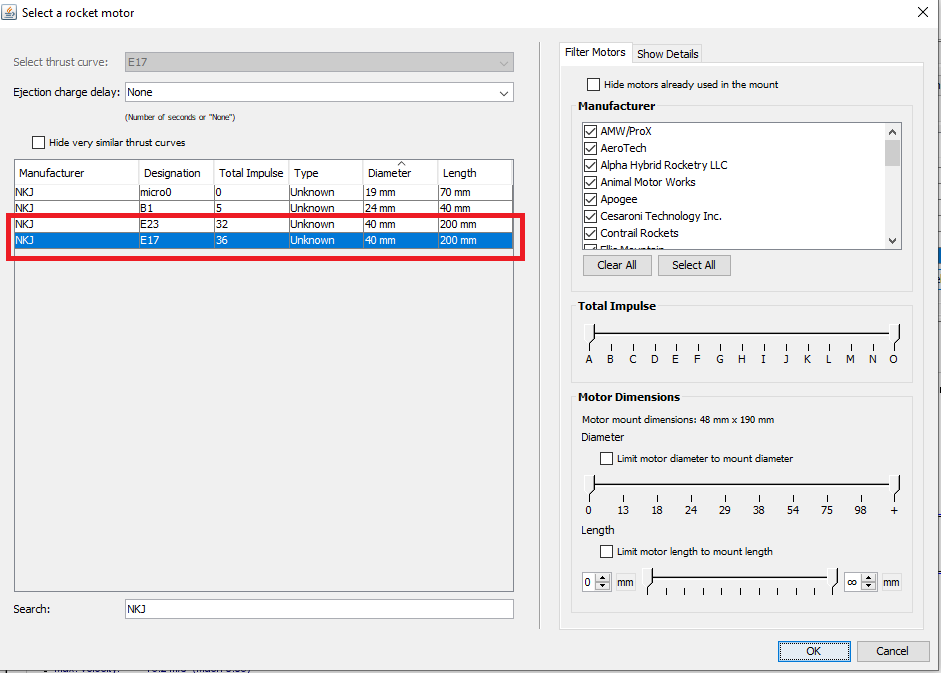 Select a rocket motor
Select thrust curve: E17
Ejection charge delay: None
(Number of seconds or "None")
Hide very similar thrust curves
Manufacturer Designation Total Impulse Type Diameter Length
NKJ micro0 0 Unknown 19 mm 70 mm
NKJ B1 5 Unknown 24 mm 40 mm
NKJ E23 32 Unknown 40 mm 200 mm
NKJ E17 36 Unknown 40 mm 200 mm
Search: NKJ
Filter Motors Show Details
Hide motors already used in the mount
Manufacturer
AMW/ProX
AeroTech
Alpha Hybrid Rocketry LLC
Animal Motor Works
Apogee
Cesaroni Technology Inc.
Contrail Rockets
Clear All Select All
Total Impulse
A B C D E F G H I J K L M N O
Motor Dimensions
Motor mount dimensions: 48 mm x 190 mm
Diameter
Limit motor diameter to mount diameter
0 13 18 24 29 38 54 75 98 +
Length
Limit motor length to mount length
0 mm ∞ mm
OK Cancel